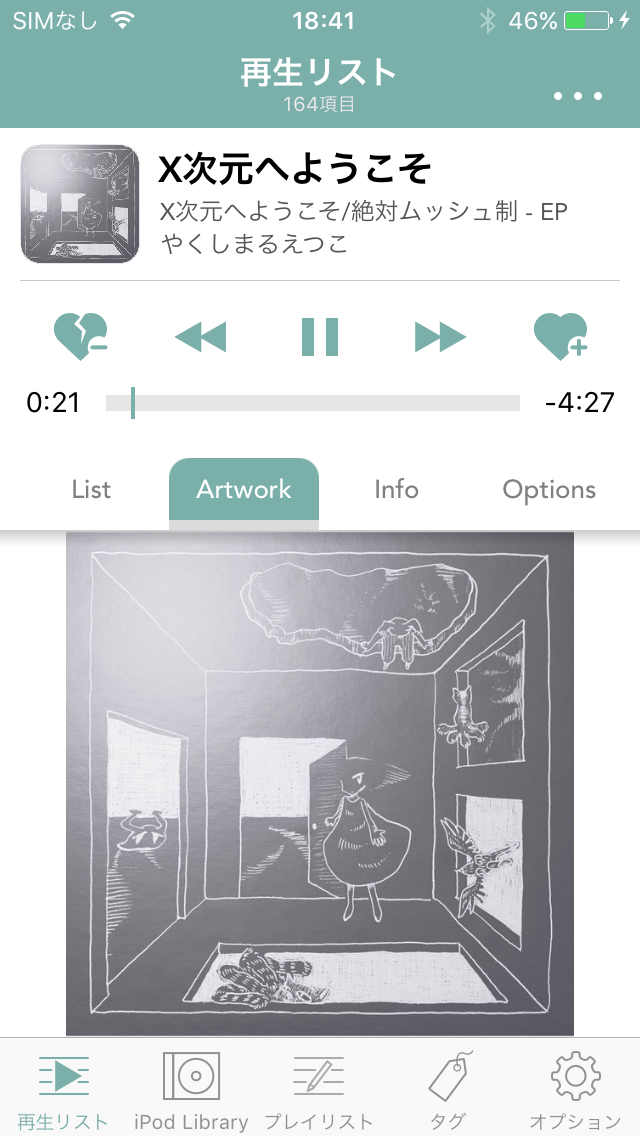 SIMなし 18:41 46%
再生リスト
164項目
X次元へようこそ
X次元へようこそ/絶対ムッシュ制 - EP
やくしまるえつこ
0:21 -4:27
List Artwork Info Options
再生リスト iPod Library プレイリスト タグ オプション